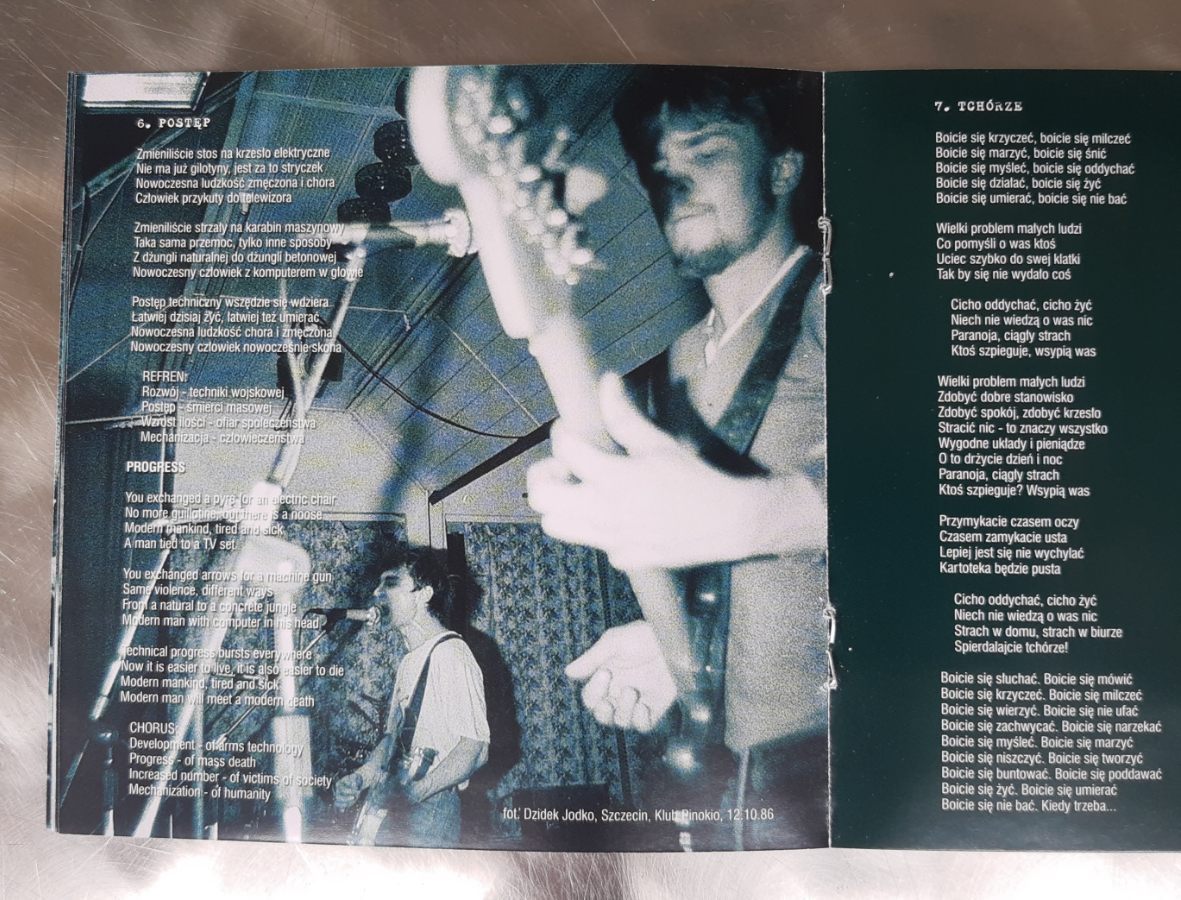 6. POSTĘP
Zmieniliście stos na krzesło elektryczne
Nie ma już gilotyny, jest za to stryczek
Nowoczesna ludzkość zmęczona i chora
Człowiek przykuty do telewizora
Zmieniliście strzały na karabin maszynowy
Taka sama przemoc, tylko inne sposoby
Z dżungli naturalnej do dżungli betonowej
Nowoczesny człowiek z komputerem w głowie
Postęp techniczny wszędzie się wdziera
Łatwiej dzisiaj żyć, łatwiej też umierać
Nowoczesna ludzkość chora i zmęczona
Nowoczesny człowiek nowocześnie skona
REFREN:
Rozwój - techniki wojskowej
Postęp - śmierci masowej
Wzrost ilości - ofiar społeczeństwa
Mechanizacja - człowieczeństwa
PROGRESS
You exchanged a pyre for an electric chair
No more guillotine, but there is a noose
Modern mankind, tired and sick
A man tied to a TV set
You exchanged arrows for a machine gun
Same violence, different ways
From a natural to a concrete jungle
Modern man with computer in his head
Technical progress bursts everywhere
Now it is easier to live, it is also easier to die
Modern mankind, tired and sick
Modern man will meet a modern death
CHORUS:
Development - of arms technology
Progress - of mass death
Increased number - of victims of society
Mechanization - of humanity
fot. Dzidek Jodko, Szczecin, Klub Pinokio, 12.10.86
7. TCHÓRZE
Boicie się krzyczeć, boicie się milczeć
Boicie się marzyć, boicie się śnić
Boicie się myśleć, boicie się oddychać
Boicie się działać, boicie się żyć
Boicie się umierać, boicie się nie bać
Wielki problem małych ludzi
Co pomyśli o was ktoś
Uciec szybko do swej klatki
Tak by się nie wydało coś
Cicho oddychać, cicho żyć
Niech nie wiedzą o was nic
Paranoja, ciągły strach
Ktoś szpieguje, wsypią was
Wielki problem małych ludzi
Zdobyć dobre stanowisko
Zdobyć spokój, zdobyć krzesło
Stracić nic - to znaczy wszystko
Wygodne układy i pieniądze
O to drżycie dzień i noc
Paranoja, ciągły strach
Ktoś szpieguje? Wsypią was
Przymykacie czasem oczy
Czasem zamykacie usta
Lepiej jest się nie wychylać
Kartoteka będzie pusta
Cicho oddychać, cicho żyć
Niech nie wiedzą o was nic
Strach w domu, strach w biurze
Spierdalajcie tchórze!
Boicie się słuchać. Boicie się mówić
Boicie się krzyczeć. Boicie się milczeć
Boicie się wierzyć. Boicie się nie ufać
Boicie się zachwycać. Boicie się narzekać
Boicie się myśleć. Boicie się marzyć
Boicie się niszczyć. Boicie się tworzyć
Boicie się buntować. Boicie się poddawać
Boicie się żyć. Boicie się umierać
Boicie się nie bać. Kiedy trzeba...